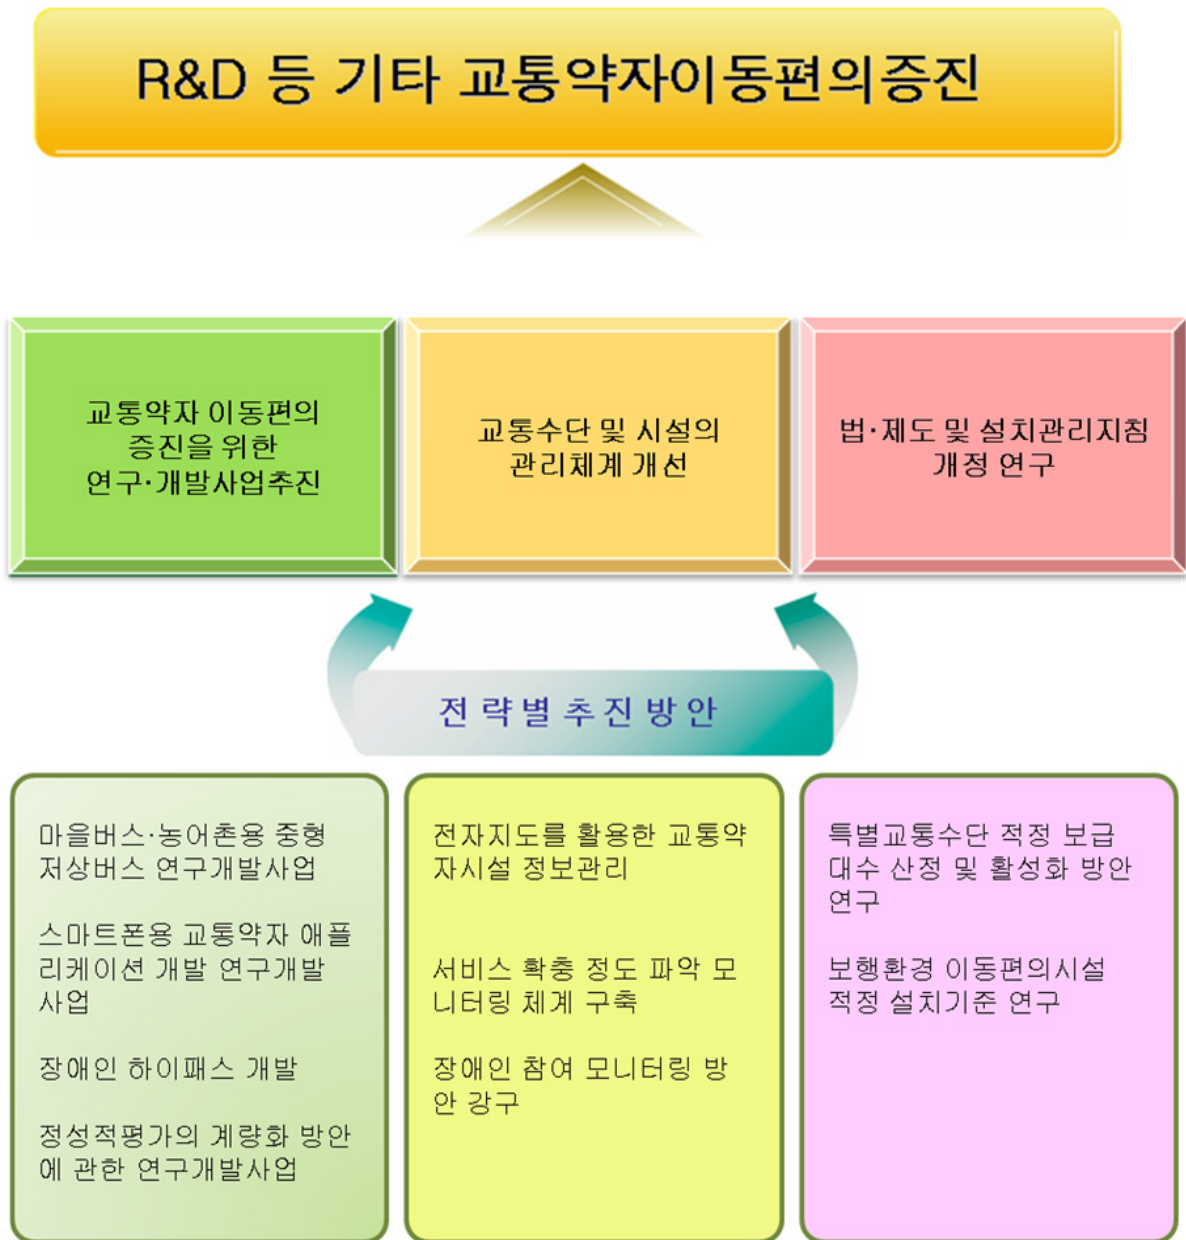 R&D 등 기타 교통약자이동편의증진
교통약자 이동편의
증진을 위한
연구·개발사업추진
교통수단 및 시설의
관리체계 개선
법·제도 및 설치관리지침
개정 연구
전략별추진방안
마을버스·농어촌용 중형
저상버스 연구개발사업
스마트폰용 교통약자 애플
리케이션 개발 연구개발
사업
장애인 하이패스 개발
정성적평가의 계량화 방안
에 관한 연구개발사업
전자지도를 활용한 교통약
자시설 정보관리
서비스 확충 정도 파악 모
니터링 체계 구축
장애인 참여 모니터링 방
안 강구
특별교통수단 적정 보급
대수 산정 및 활성화 방안
연구
보행환경 이동편의시설
적정 설치기준 연구